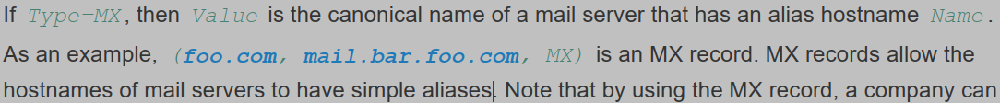 If Type=MX, then Value is the canonical name of a mail server that has an alias hostname Name.
As an example, (foo.com, mail.bar.foo.com, MX) is an MX record. MX records allow the
hostnames of mail servers to have simple aliases. Note that by using the MX record, a company can